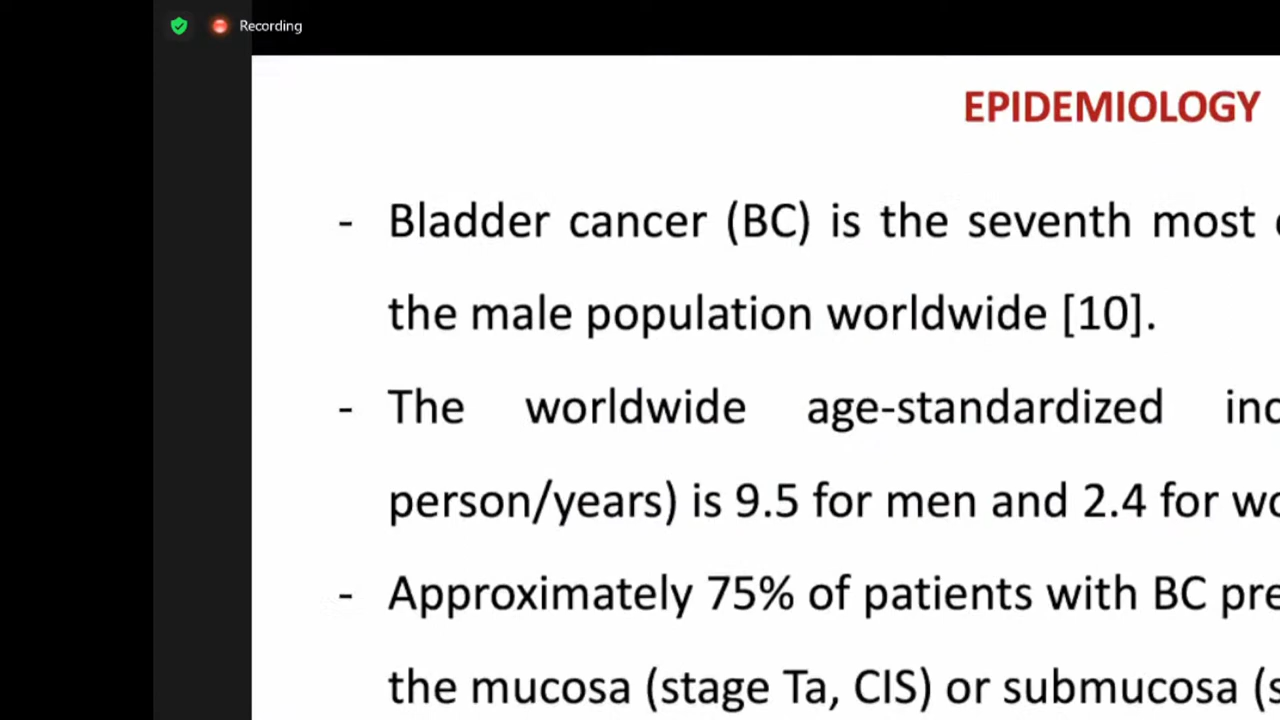 Recording
EPIDEMIOLOGY
- Bladder cancer (BC) is the seventh most
the male population worldwide [10].
- The worldwide age-standardized
person/years) is 9.5 for men and 2.4 for
- Approximately 75% of patients with BC
the mucosa (stage Ta, CIS) or submucosa